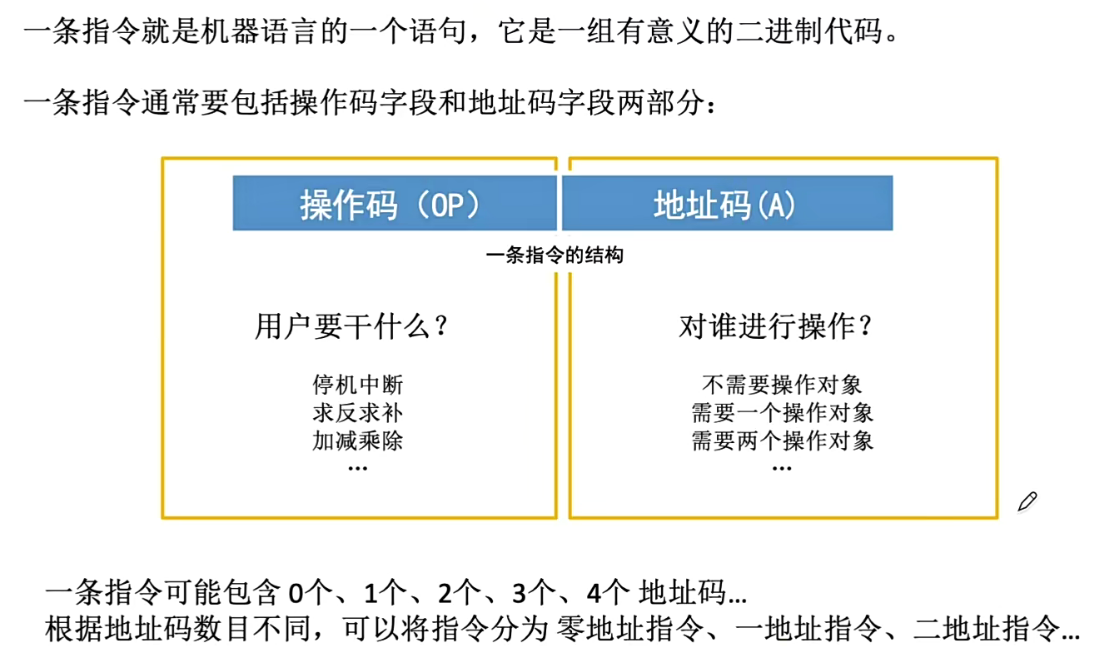 一条指令就是机器语言的一个语句，它是一组有意义的二进制代码。
一条指令通常要包括操作码字段和地址码字段两部分：
操作码（OP）
地址码(A)
一条指令的结构
用户要干什么？
停机中断
求反求补
加减乘除
…
对谁进行操作？
不需要操作对象
需要一个操作对象
需要两个操作对象
…
一条指令可能包含 0个、1个、2个、3个、4个 地址码...
根据地址码数目不同，可以将指令分为 零地址指令、一地址指令、二地址指令...